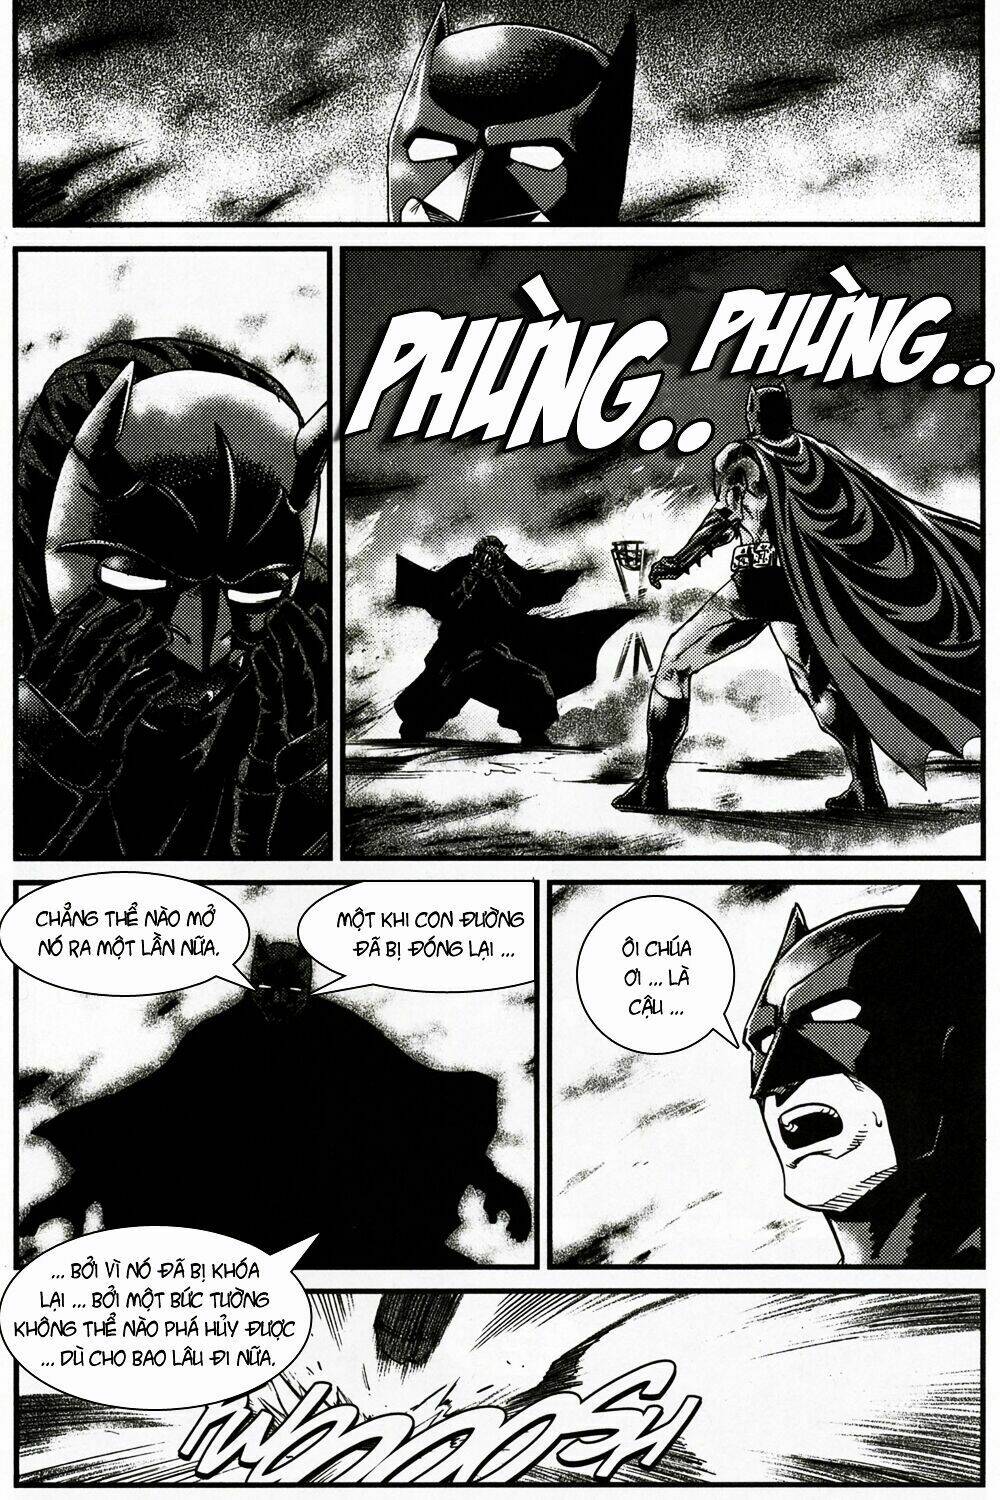 PHỪNG..
PHỪNG..
CHẲNG THỂ NÀO MỞ
NÓ RA MỘT LẦN NỮA.
MỘT KHI CON ĐƯỜNG
ĐÃ BỊ ĐÓNG LẠI ...
ÔI CHÚA
ƠI ... LÀ
CẬU ...
... BỞI VÌ NÓ ĐÃ BỊ KHÓA
LẠI ... BỞI MỘT BỨC TƯỜNG
KHÔNG THỂ NÀO PHÁ HỦY ĐƯỢC
... DÙ CHO BAO LÂU ĐI NỮA.